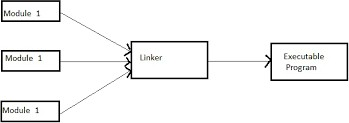 Module 1
Module 1
Module 1
Linker
Executable
Program